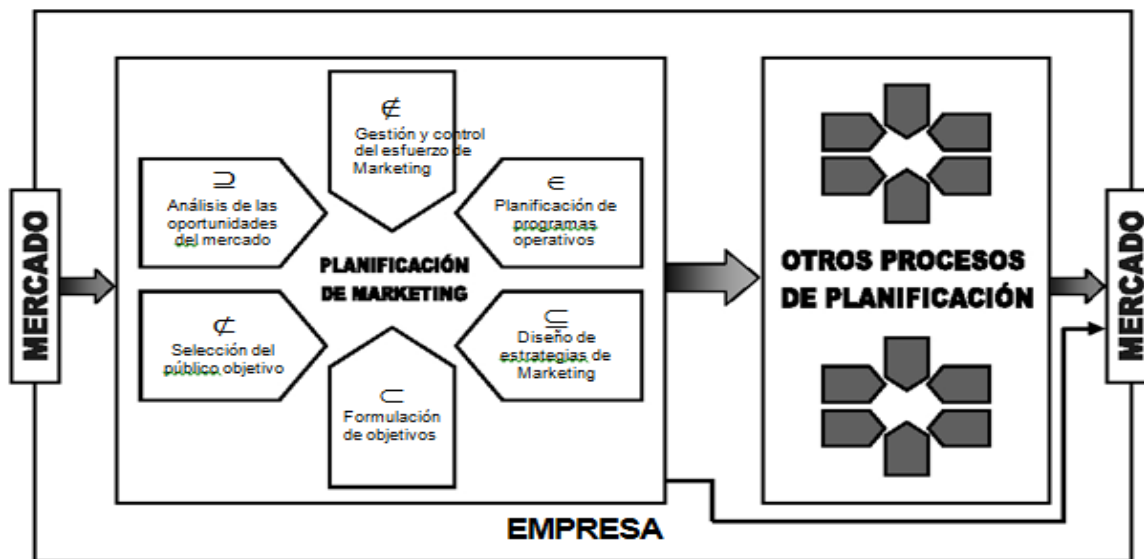 MERCADO
∉
Gestión y control
del esfuerzo de
Marketing
⊇
Análisis de las
oportunidades
del mercado
∈
Planificación de
programas
operativos
PLANIFICACIÓN
DE MARKETING
⊄
Selección del
público objetivo
⊆
Diseño de
estrategias de
Marketing
⊂
Formulación
de objetivos
OTROS PROCESOS
DE PLANIFICACIÓN
MERCADO
EMPRESA